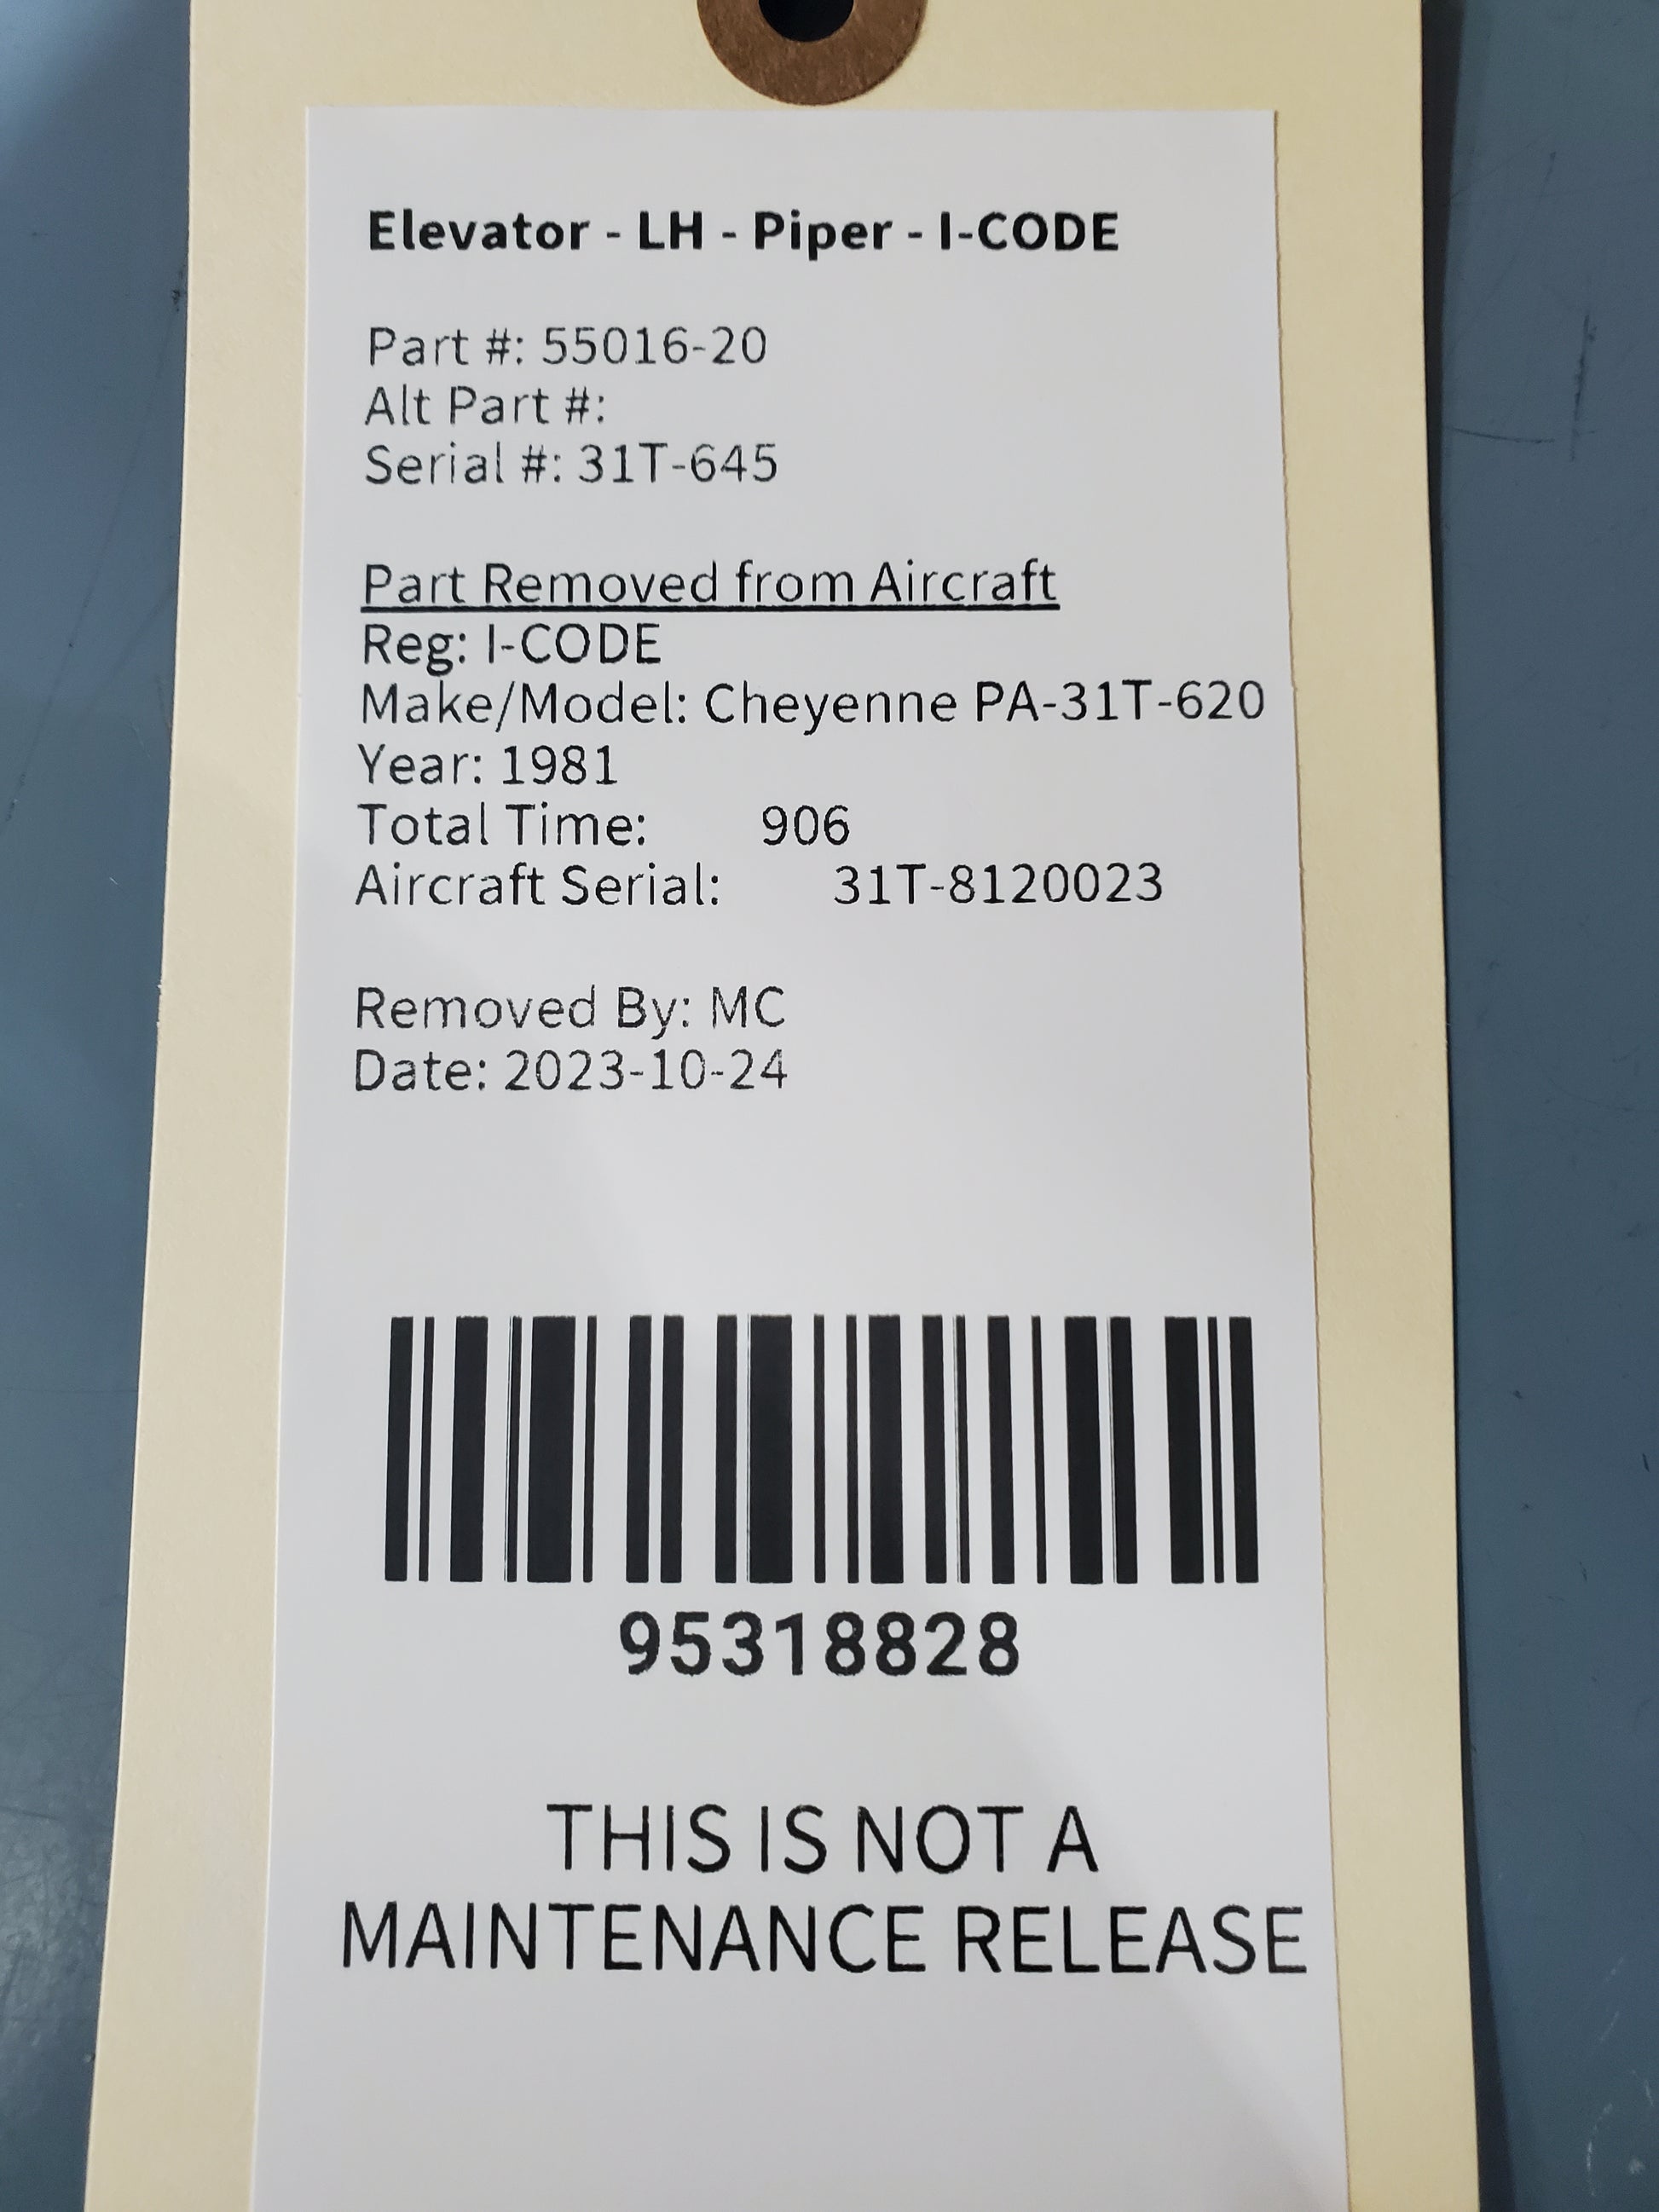 Elevator - LH - Piper - I-CODE
Part #: 55016-20
Alt Part #:
Serial #: 31T-645
Part Removed from Aircraft
Reg: I-CODE
Make/Model: Cheyenne PA-31T-620
Year: 1981
Total Time: 906
Aircraft Serial: 31T-8120023
Removed By: MC
Date: 2023-10-24
95318828
THIS IS NOT A
MAINTENANCE RELEASE